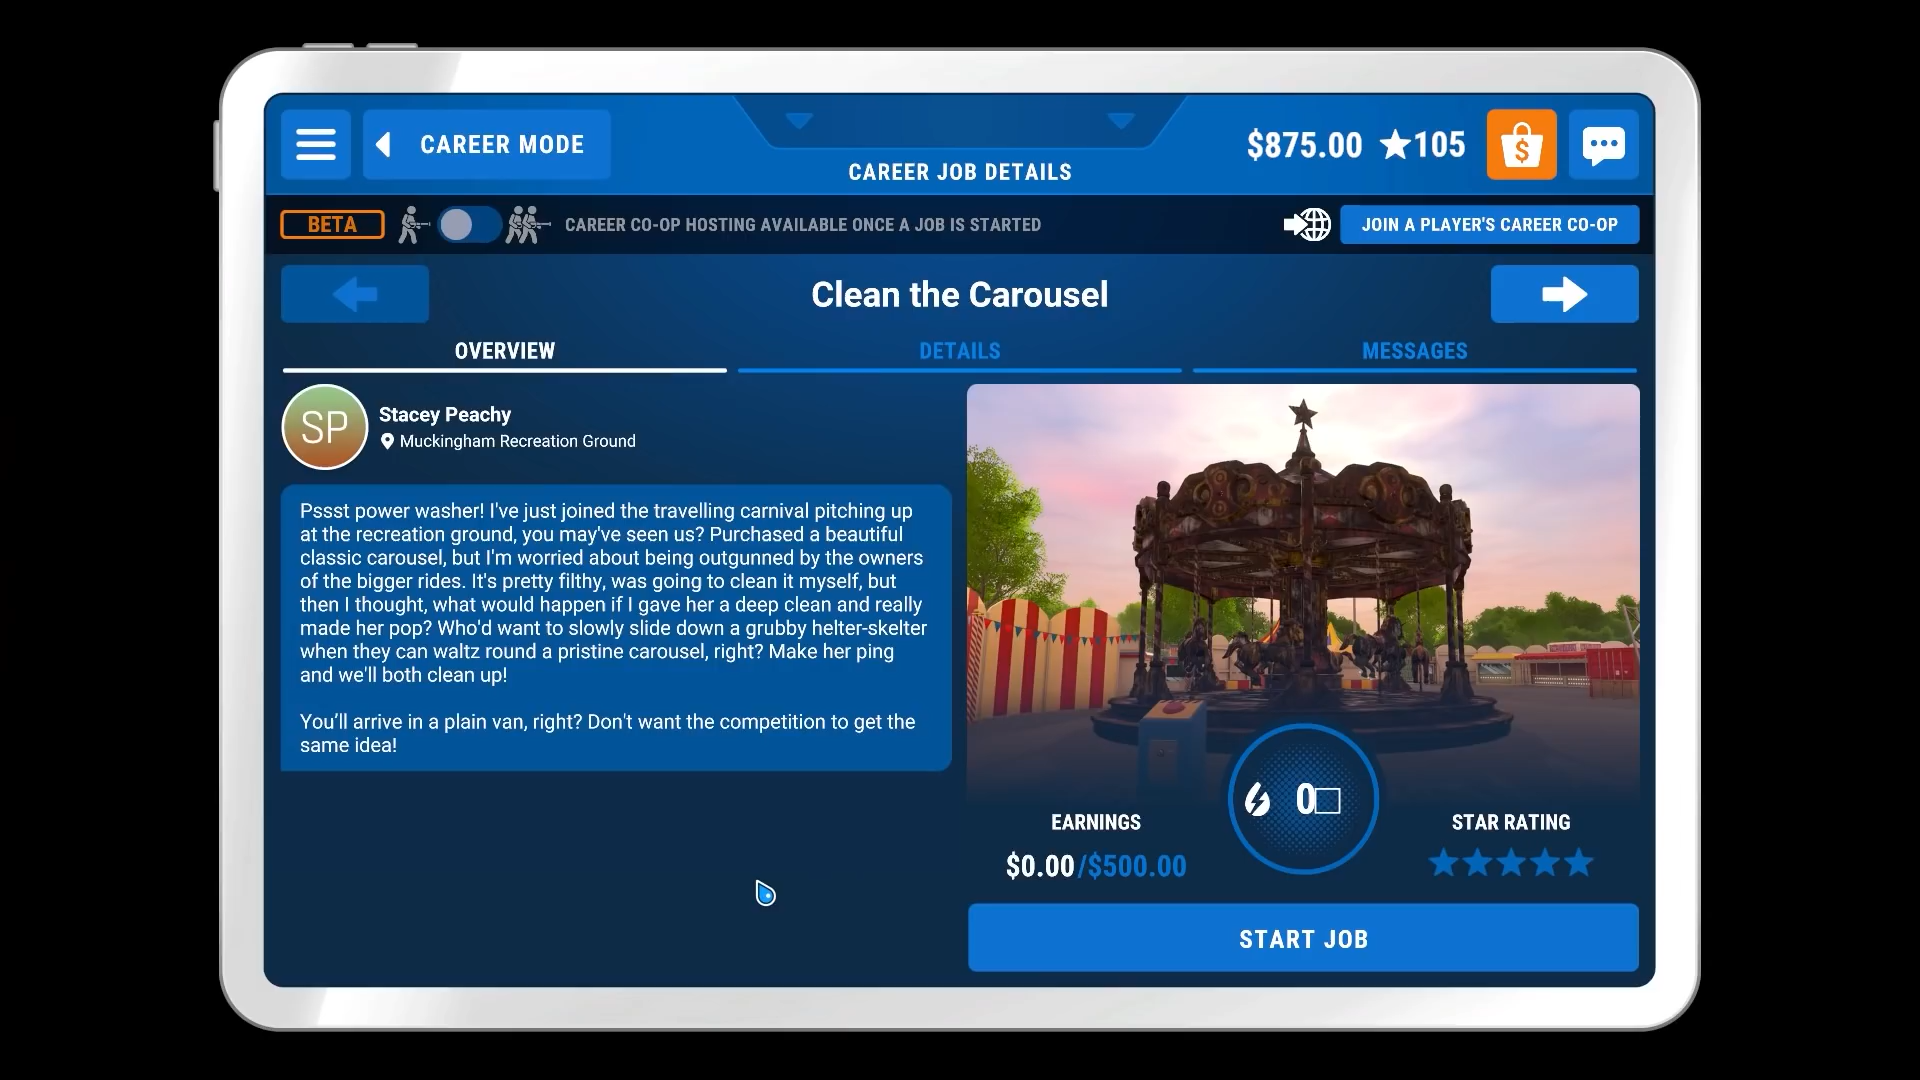 CAREER MODE
CAREER JOB DETAILS
$875.00 ★105
BETA
CAREER CO-OP HOSTING AVAILABLE ONCE A JOB IS STARTED
JOIN A PLAYER'S CAREER CO-OP
Clean the Carousel
OVERVIEW
DETAILS
MESSAGES
SP
Stacey Peachy
Muckingham Recreation Ground
Pssst power washer! I've just joined the travelling carnival pitching up
at the recreation ground, you may've seen us? Purchased a beautiful
classic carousel, but I'm worried about being outgunned by the owners
of the bigger rides. It's pretty filthy, was going to clean it myself, but
then I thought, what would happen if I gave her a deep clean and really
made her pop? Who'd want to slowly slide down a grubby helter-skelter
when they can waltz round a pristine carousel, right? Make her ping
and we'll both clean up!
You'll arrive in a plain van, right? Don't want the competition to get the
same idea!
0□
EARNINGS
$0.00/$500.00
STAR RATING
START JOB